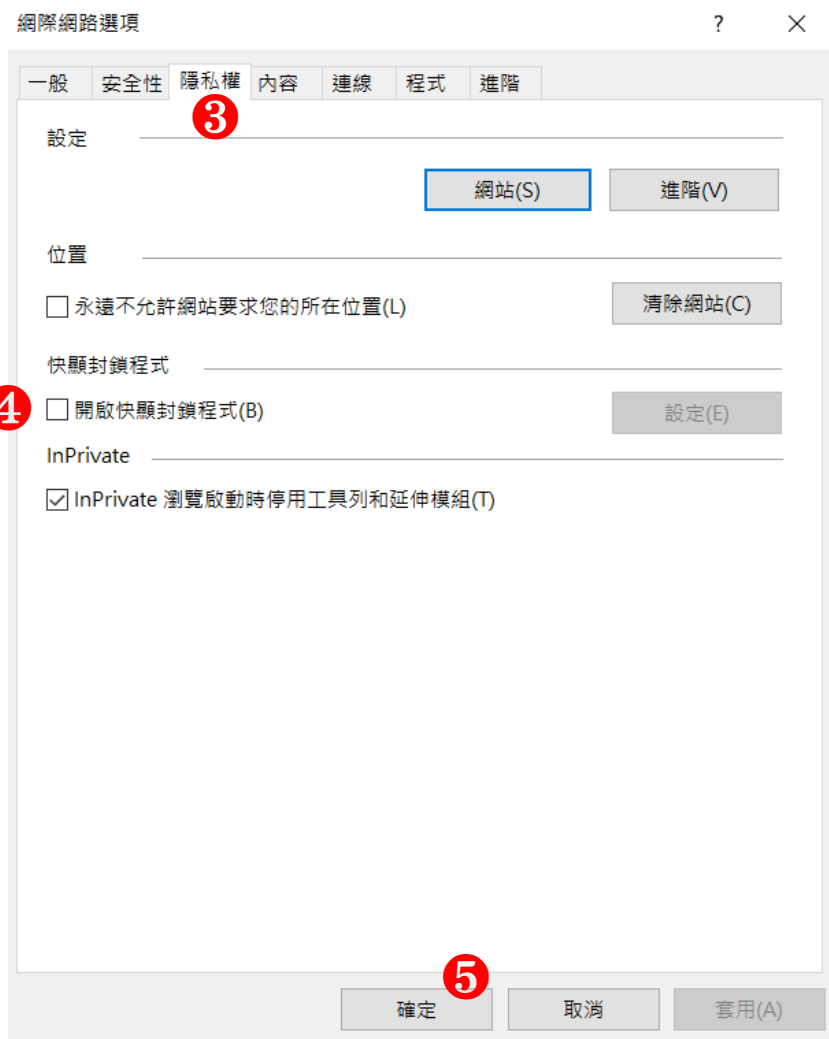 網際網路選項 ?
一般 安全性 隱私權 內容 連線 程式 進階
3
設定
網站(S) 進階(V)
位置
永遠不允許網站要求您的所在位置(L) 清除網站(C)
快顯封鎖程式
4 開啟快顯封鎖程式(B) 設定(E)
InPrivate
InPrivate 瀏覽啟動時停用工具列和延伸模組(T)
5
確定 取消 套用(A)